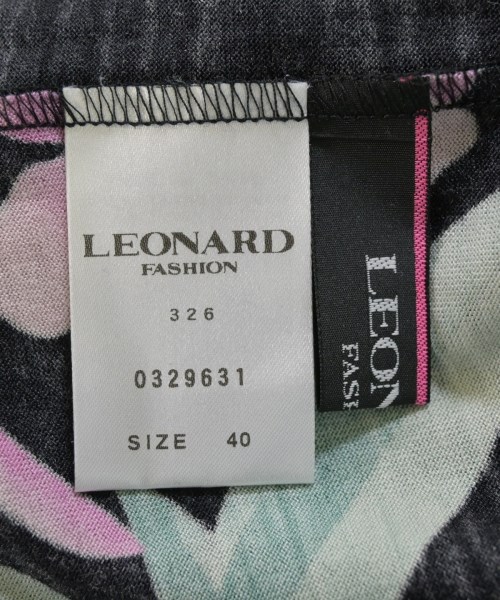 LEONARD
FASHION
326
0329631
SIZE 40
LEON
FAS